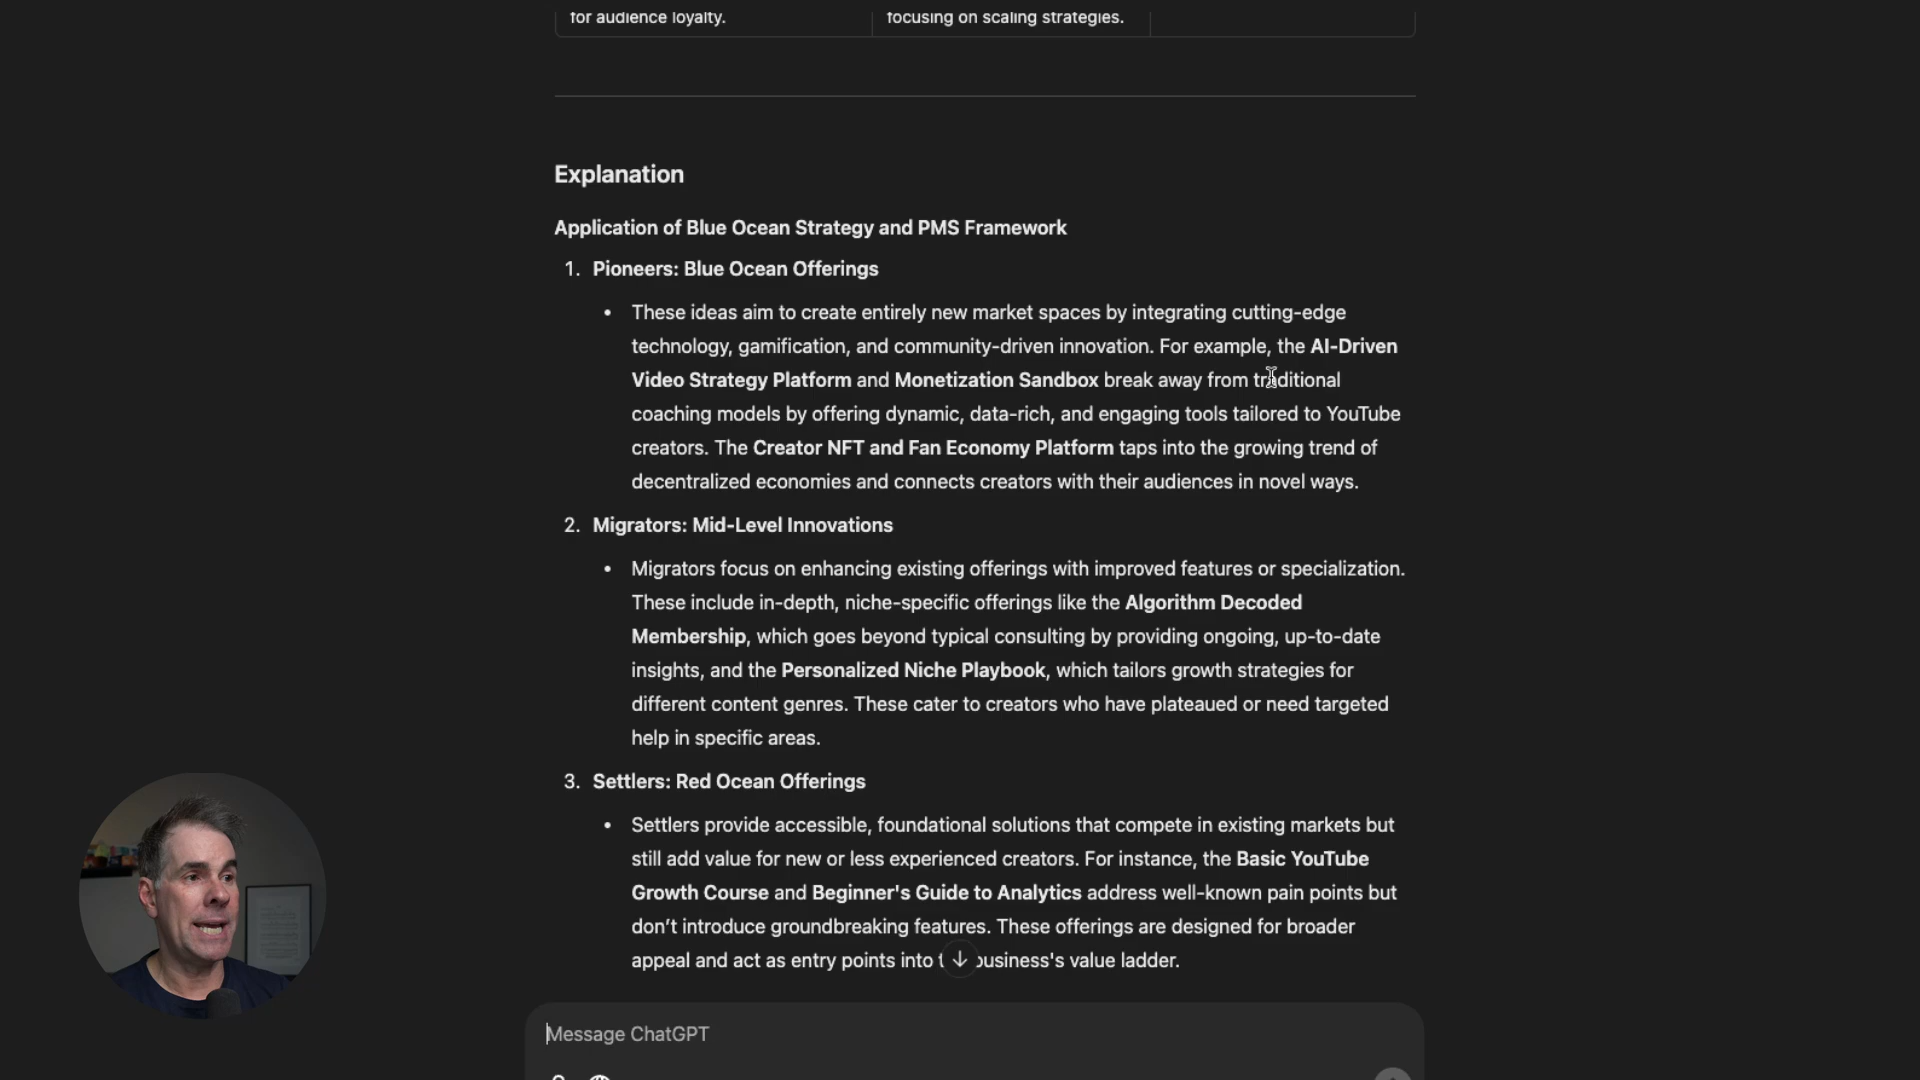 for audience loyalty.
focusing on scaling strategies.
Explanation
Application of Blue Ocean Strategy and PMS Framework
1. Pioneers: Blue Ocean Offerings
• These ideas aim to create entirely new market spaces by integrating cutting-edge
technology, gamification, and community-driven innovation. For example, the AI-Driven
Video Strategy Platform and Monetization Sandbox break away from traditional
coaching models by offering dynamic, data-rich, and engaging tools tailored to YouTube
creators. The Creator NFT and Fan Economy Platform taps into the growing trend of
decentralized economies and connects creators with their audiences in novel ways.
2. Migrators: Mid-Level Innovations
• Migrators focus on enhancing existing offerings with improved features or specialization.
These include in-depth, niche-specific offerings like the Algorithm Decoded
Membership, which goes beyond typical consulting by providing ongoing, up-to-date
insights, and the Personalized Niche Playbook, which tailors growth strategies for
different content genres. These cater to creators who have plateaued or need targeted
help in specific areas.
3. Settlers: Red Ocean Offerings
• Settlers provide accessible, foundational solutions that compete in existing markets but
still add value for new or less experienced creators. For instance, the Basic YouTube
Growth Course and Beginner's Guide to Analytics address well-known pain points but
don’t introduce groundbreaking features. These offerings are designed for broader
appeal and act as entry points into business's value ladder.
Message ChatGPT